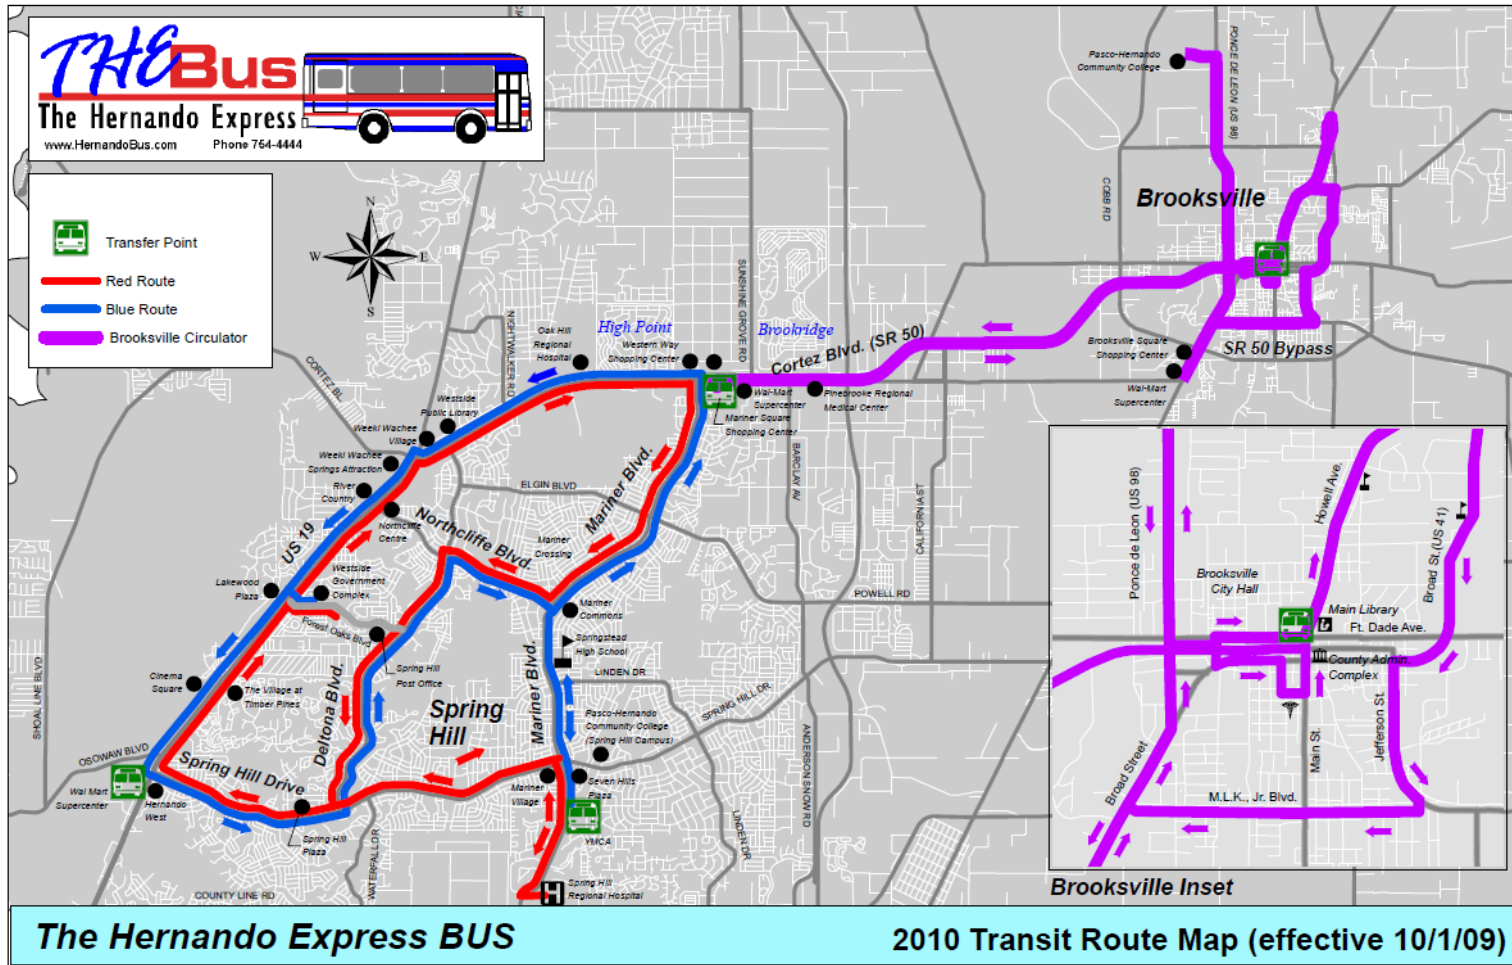 THEBus
The Hernando Express
www.HernandoBus.com Phone 754-4444
Transfer Point
Red Route
Blue Route
Brooksville Circulator
N
W
E
S
Pasco-Hernando
Community College
PONCE DE LEON (US 98)
COBB RD
Brooksville
Brooksville Square
Shopping Center
SR 50 Bypass
Wal-Mart
Supercenter
CORTEZ BL
NIGHTWALKER RD
Oak Hill
Regional
Hospital
High Point
Western Way
Shopping Center
SUNSHINE GROVE RD
Brookridge
Cortez Blvd. (SR 50)
Wal-Mart
Supercenter
Mariner Square
Shopping Center
Pinebrooke Regional
Medical Center
Westside
Public Library
Weeki Wachee
Village
Weeki Wachee
Springs Attraction
River
Country
Northcliffe
Centre
US 19
ELGIN BLVD
Northcliffe Blvd.
Mariner Blvd.
Mariner
Crossing
BARCLAY AV
CALIFORNIA ST
POWELL RD
Lakewood
Plaza
Westside
Government
Complex
Forest Oaks Blvd
Mariner
Commons
Springstead
High School
LINDEN DR
SPRING HILL DR
Spring Hill
Post Office
Cinema
Square
The Village at
Timber Pines
Deltona Blvd.
Spring
Hill
Mariner Blvd.
Pasco-Hernando
Community College
(Spring Hill Campus)
SHOAL LINE BLVD
OSOWAW BLVD
Spring Hill Drive
Wal Mart
Supercenter
Hernando
West
Spring Hill
Plaza
Mariner
Village
Seven Hills
Plaza
YMCA
ANDERSON SNOW RD
LINDEN DR
WATERFALL DR
COUNTY LINE RD
H
Spring Hill
Regional Hospital
Ponce de Leon (US 98)
Howell Ave.
Broad St.(US 41)
Brooksville
City Hall
Main Library
Ft. Dade Ave.
County Admin.
Complex
Jefferson St.
Main St.
Broad Street
M.L.K., Jr. Blvd.
Brooksville Inset
The Hernando Express BUS
2010 Transit Route Map (effective 10/1/09)